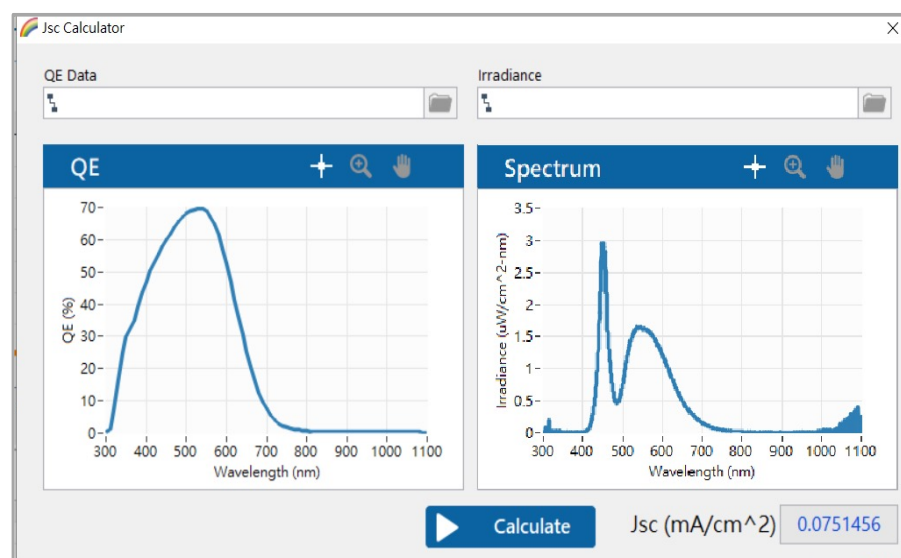 Jsc Calculator
QE Data
Irradiance
QE
Spectrum
70
60
50
40
30
20
10
0
QE (%)
300 400 500 600 700 800 900 1000 1100
Wavelength (nm)
3.5
3
2.5
2
1.5
1
0.5
0
Irradiance (uW/cm^2-nm)
300 400 500 600 700 800 900 1000 1100
Wavelength (nm)
Calculate
Jsc (mA/cm^2) 0.0751456